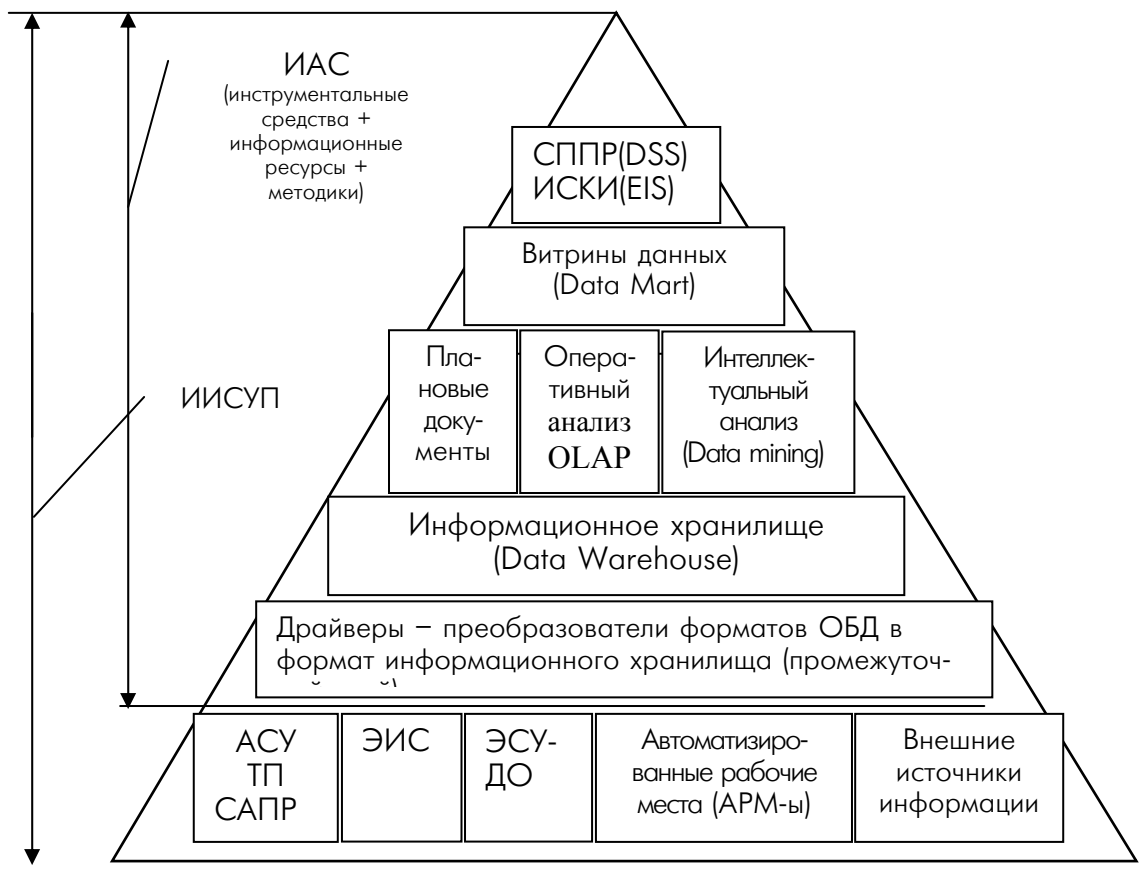 ИАС
(инструментальные
средства +
информационные
ресурсы +
методики)
СППР(DSS)
ИСКИ(EIS)
Витрины данных
(Data Mart)
Пла-
новые
доку-
менты
Опера-
тивный
анализ
OLAP
Интеллек-
туальный
анализ
(Data mining)
ИИСУП
Информационное хранилище
(Data Warehouse)
Драйверы – преобразователи форматов ОБД в
формат информационного хранилища (промежуточ-
АСУ
ТП
САПР
ЭИС
ЭСУ-
ДО
Автоматизиро-
ванные рабочие
места (АРМ-ы)
Внешние
источники
информации